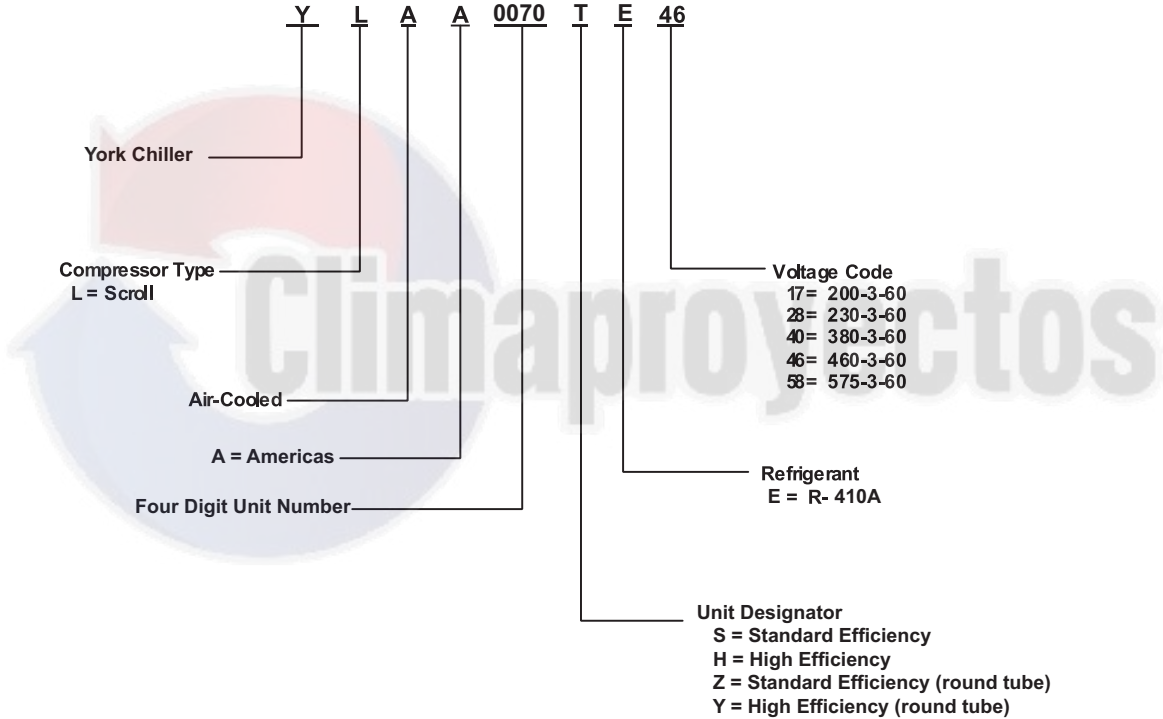 Y L A A 0070 T E 46
York Chiller
Compressor Type
L = Scroll
Air-Cooled
A = Americas
Four Digit Unit Number
Voltage Code
17= 200-3-60
28= 230-3-60
40= 380-3-60
46= 460-3-60
58= 575-3-60
Refrigerant
E = R- 410A
Unit Designator
S = Standard Efficiency
H = High Efficiency
Z = Standard Efficiency (round tube)
Y = High Efficiency (round tube)
Climaproyectos